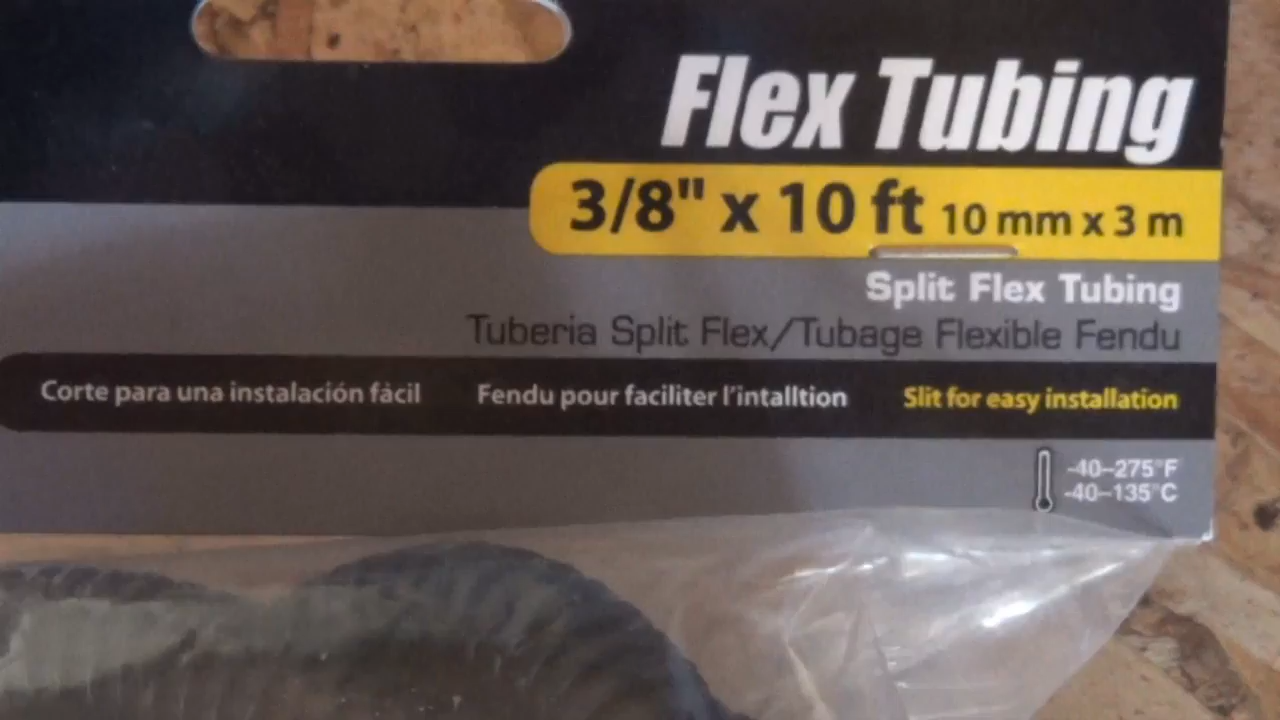 Flex Tubing
3/8" x 10 ft 10 mm x 3 m
Split Flex Tubing
Tuberia Split Flex/Tubage Flexible Fendu
Corte para una instalación fácil Fendu pour faciliter l'intalltion Slit for easy installation
-40–275°F
-40–135°C